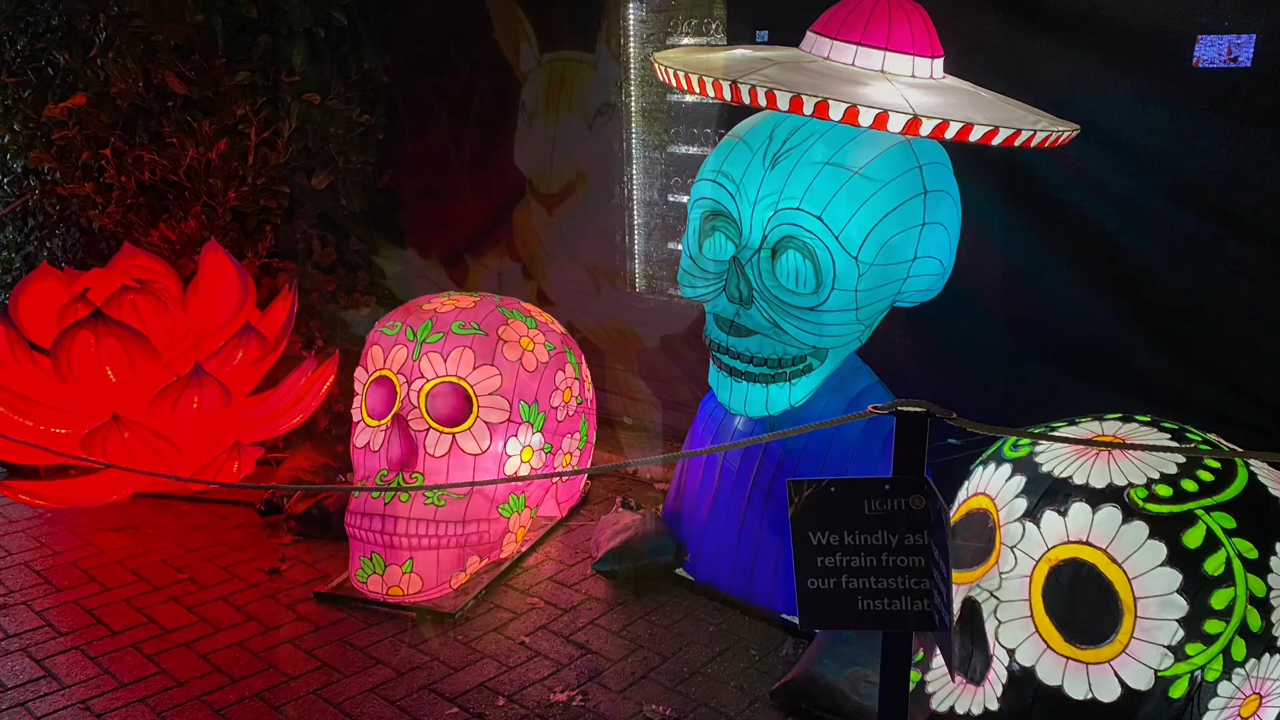 LIGHT
We kindly ask
refrain from
our fantastica
installat